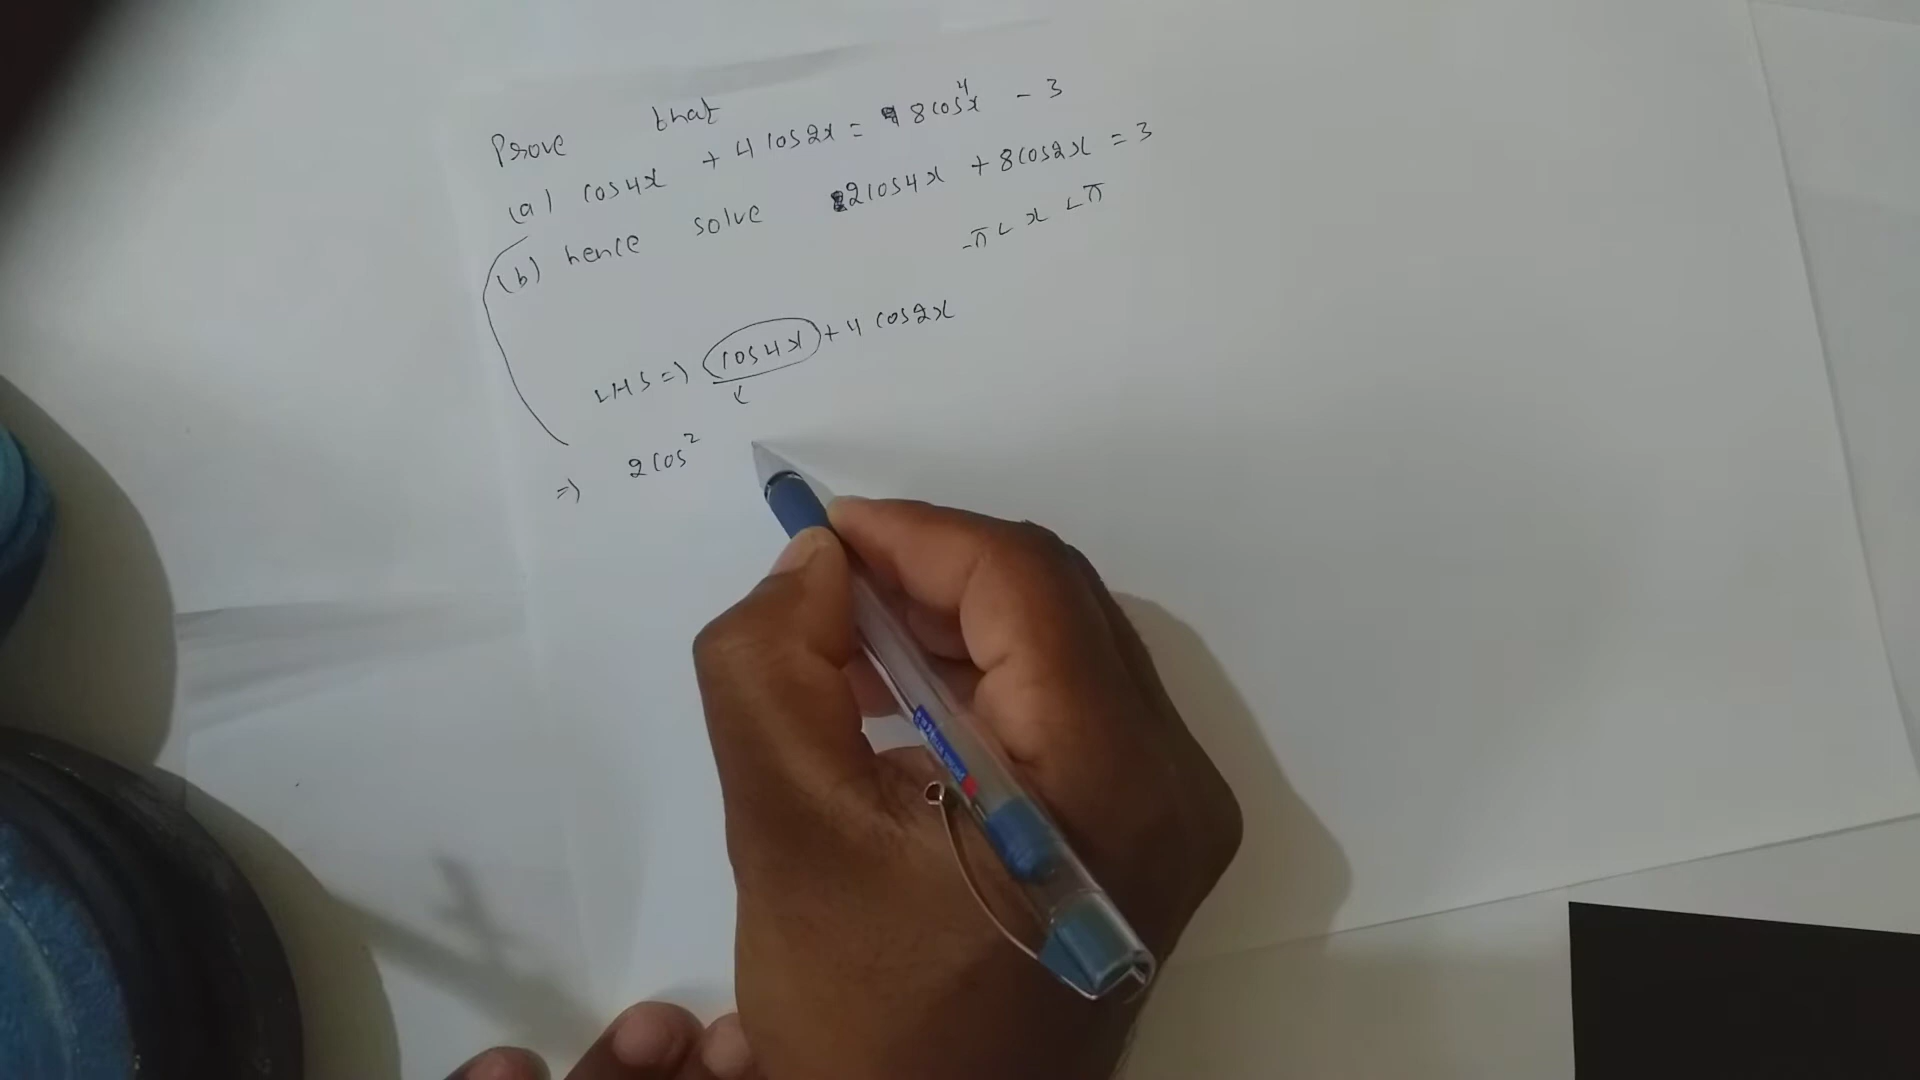 Prove that
(a) cos4x + 4cos2x = 8cos⁴x - 3
(b) hence solve 2cos4x + 8cos2x = 3
-π < x < π
LHS => cos4x + 4cos2x
=> 2cos²